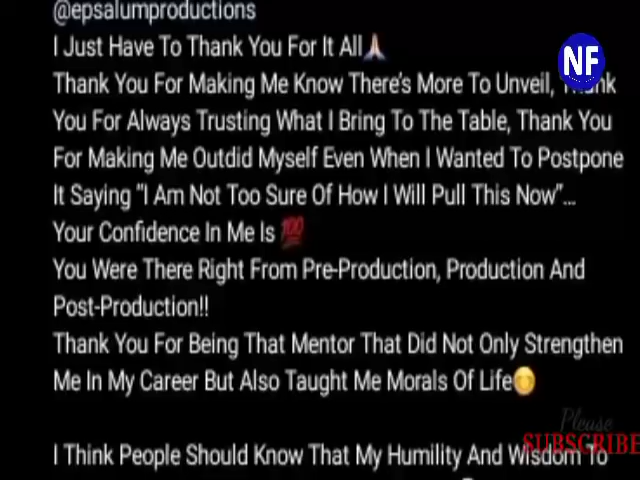 @epsalumproductions
I Just Have To Thank You For It All🙏🏻
Thank You For Making Me Know There's More To Unveil, Thank
You For Always Trusting What I Bring To The Table, Thank You
For Making Me Outdid Myself Even When I Wanted To Postpone
It Saying "I Am Not Too Sure Of How I Will Pull This Now"...
Your Confidence In Me Is 💯
You Were There Right From Pre-Production, Production And
Post-Production!!
Thank You For Being That Mentor That Did Not Only Strengthen
Me In My Career But Also Taught Me Morals Of Life😊
I Think People Should Know That My Humility And Wisdom To
NF
Please
SUBSCRIBE